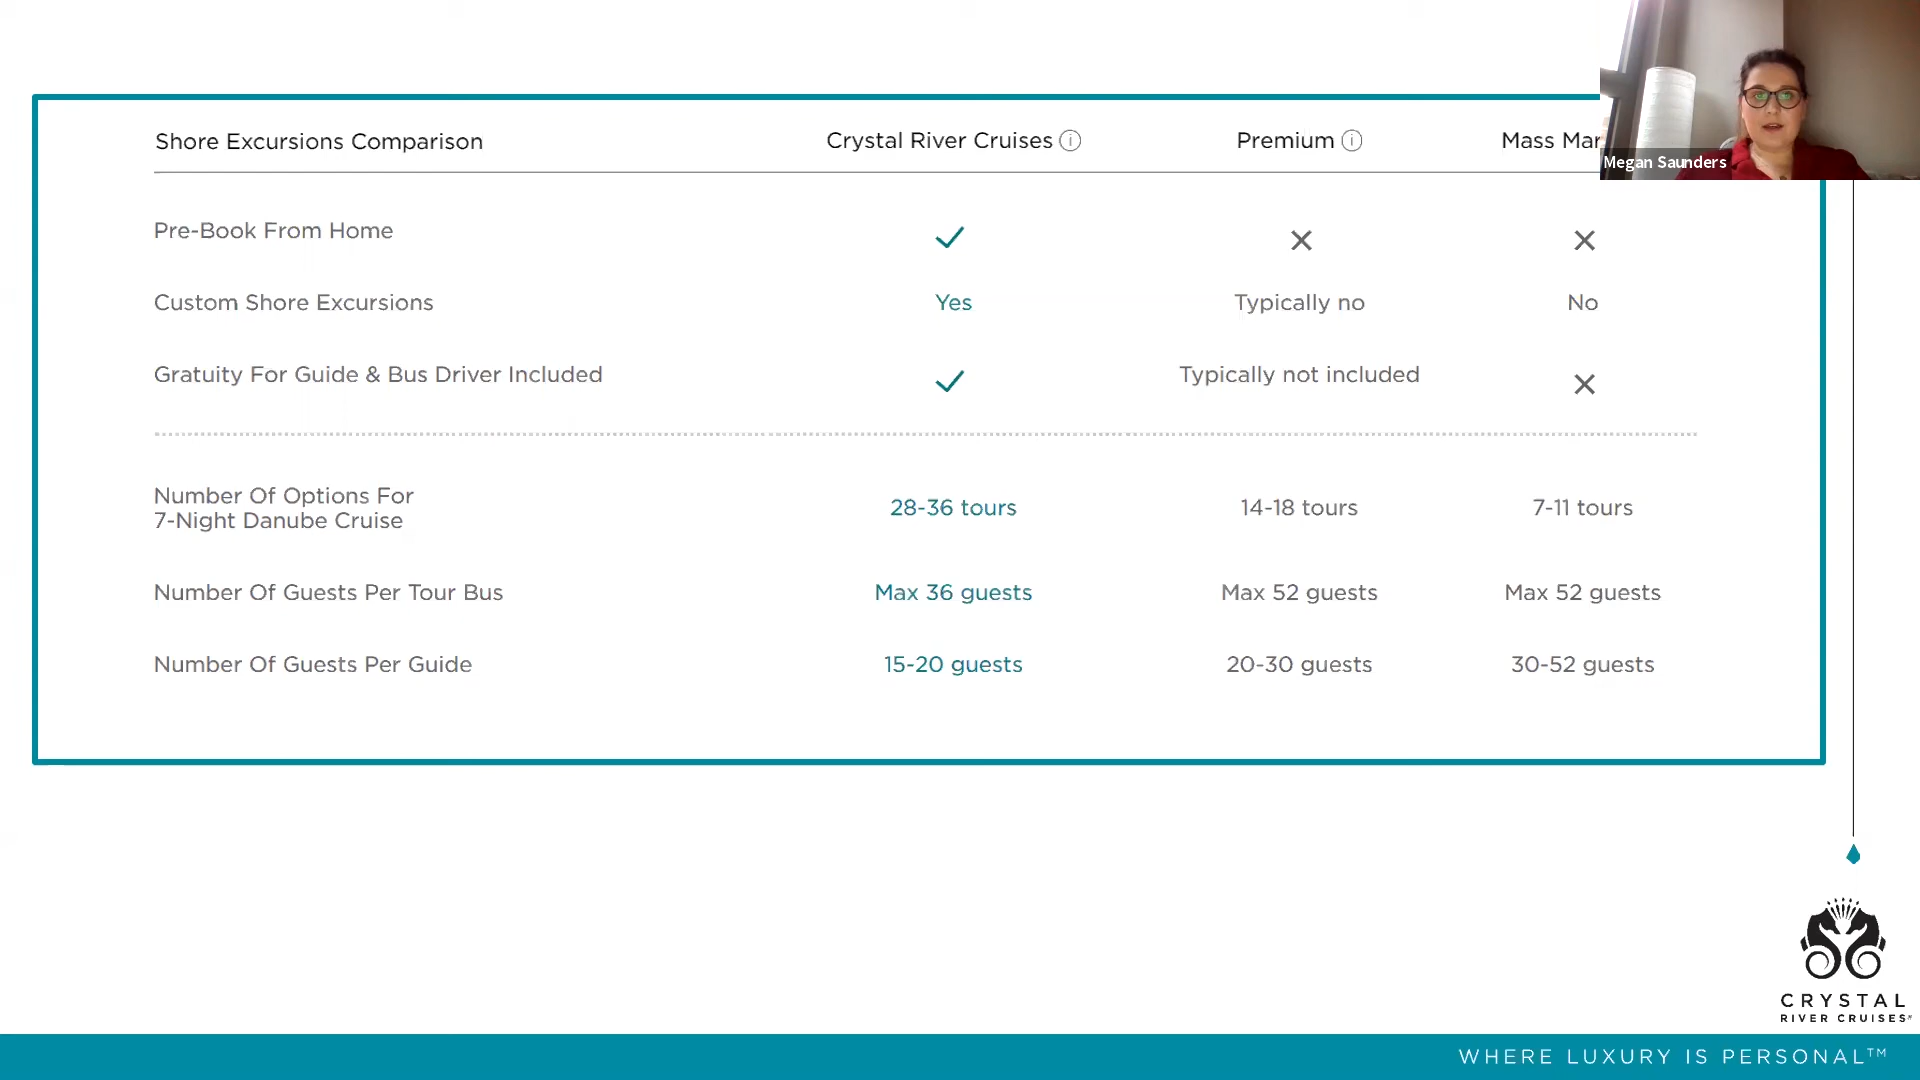 Shore Excursions Comparison Crystal River Cruises ⓘ Premium ⓘ Mass Mar
Megan Saunders
Pre-Book From Home ✓ ✕ ✕
Custom Shore Excursions Yes Typically no No
Gratuity For Guide & Bus Driver Included ✓ Typically not included ✕
Number Of Options For
7-Night Danube Cruise 28-36 tours 14-18 tours 7-11 tours
Number Of Guests Per Tour Bus Max 36 guests Max 52 guests Max 52 guests
Number Of Guests Per Guide 15-20 guests 20-30 guests 30-52 guests
CRYSTAL
RIVER CRUISES
WHERE LUXURY IS PERSONAL™